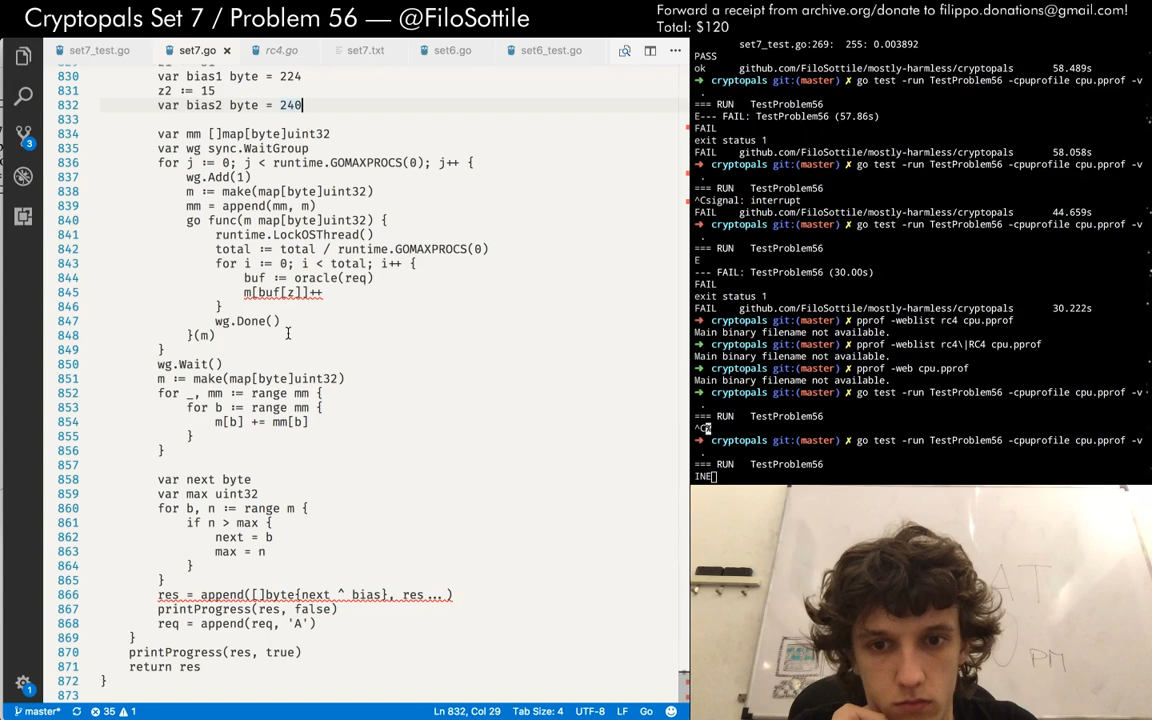 Cryptopals Set 7 / Problem 56 — @FiloSottile
Forward a receipt from archive.org/donate to filippo.donations@gmail.com!
Total: $120
set7_test.go
set7.go
rc4.go
set7.txt
set6.go
set6_test.go
830 var bias1 byte = 224
831 z2 := 15
832 var bias2 byte = 240
833
834 var mm []map[byte]uint32
835 var wg sync.WaitGroup
836 for j := 0; j < runtime.GOMAXPROCS(0); j++ {
837 wg.Add(1)
838 m := make(map[byte]uint32)
839 mm = append(mm, m)
840 go func(m map[byte]uint32) {
841 runtime.LockOSThread()
842 total := total / runtime.GOMAXPROCS(0)
843 for i := 0; i < total; i++ {
844 buf := oracle(req)
845 m[buf[z]]++
846 }
847 wg.Done()
848 }(m)
849 }
850 wg.Wait()
851 m := make(map[byte]uint32)
852 for _, mm := range mm {
853 for b := range mm {
854 m[b] += mm[b]
855 }
856 }
857
858 var next byte
859 var max uint32
860 for b, n := range m {
861 if n > max {
862 next = b
863 max = n
864 }
865 }
866 res = append([]byte{next ^ bias}, res...)
867 printProgress(res, false)
868 req = append(req, 'A')
869 }
870 printProgress(res, true)
871 return res
872 }
873
3
1
master*
35
1
Ln 832, Col 29
Tab Size: 4
UTF-8
LF
Go
set7_test.go:269: 255: 0.003892
PASS
ok github.com/FiloSottile/mostly-harmless/cryptopals 58.489s
➜ cryptopals git:(master) ✗ go test -run TestProblem56 -cpuprofile cpu.pprof -v
.
=== RUN TestProblem56
E--- FAIL: TestProblem56 (57.86s)
FAIL
exit status 1
FAIL github.com/FiloSottile/mostly-harmless/cryptopals 58.058s
➜ cryptopals git:(master) ✗ go test -run TestProblem56 -cpuprofile cpu.pprof -v
.
=== RUN TestProblem56
^Csignal: interrupt
FAIL github.com/FiloSottile/mostly-harmless/cryptopals 44.659s
➜ cryptopals git:(master) ✗ go test -run TestProblem56 -cpuprofile cpu.pprof -v
.
=== RUN TestProblem56
E
--- FAIL: TestProblem56 (30.00s)
FAIL
exit status 1
FAIL github.com/FiloSottile/mostly-harmless/cryptopals 30.222s
➜ cryptopals git:(master) ✗ pprof -weblist rc4 cpu.pprof
Main binary filename not available.
➜ cryptopals git:(master) ✗ pprof -weblist rc4\|RC4 cpu.pprof
Main binary filename not available.
➜ cryptopals git:(master) ✗ pprof -web cpu.pprof
Main binary filename not available.
➜ cryptopals git:(master) ✗ go test -run TestProblem56 -cpuprofile cpu.pprof -v
.
=== RUN TestProblem56
➜ cryptopals git:(master) ✗ go test -run TestProblem56 -cpuprofile cpu.pprof -v
.
=== RUN TestProblem56
INE
AT
PM